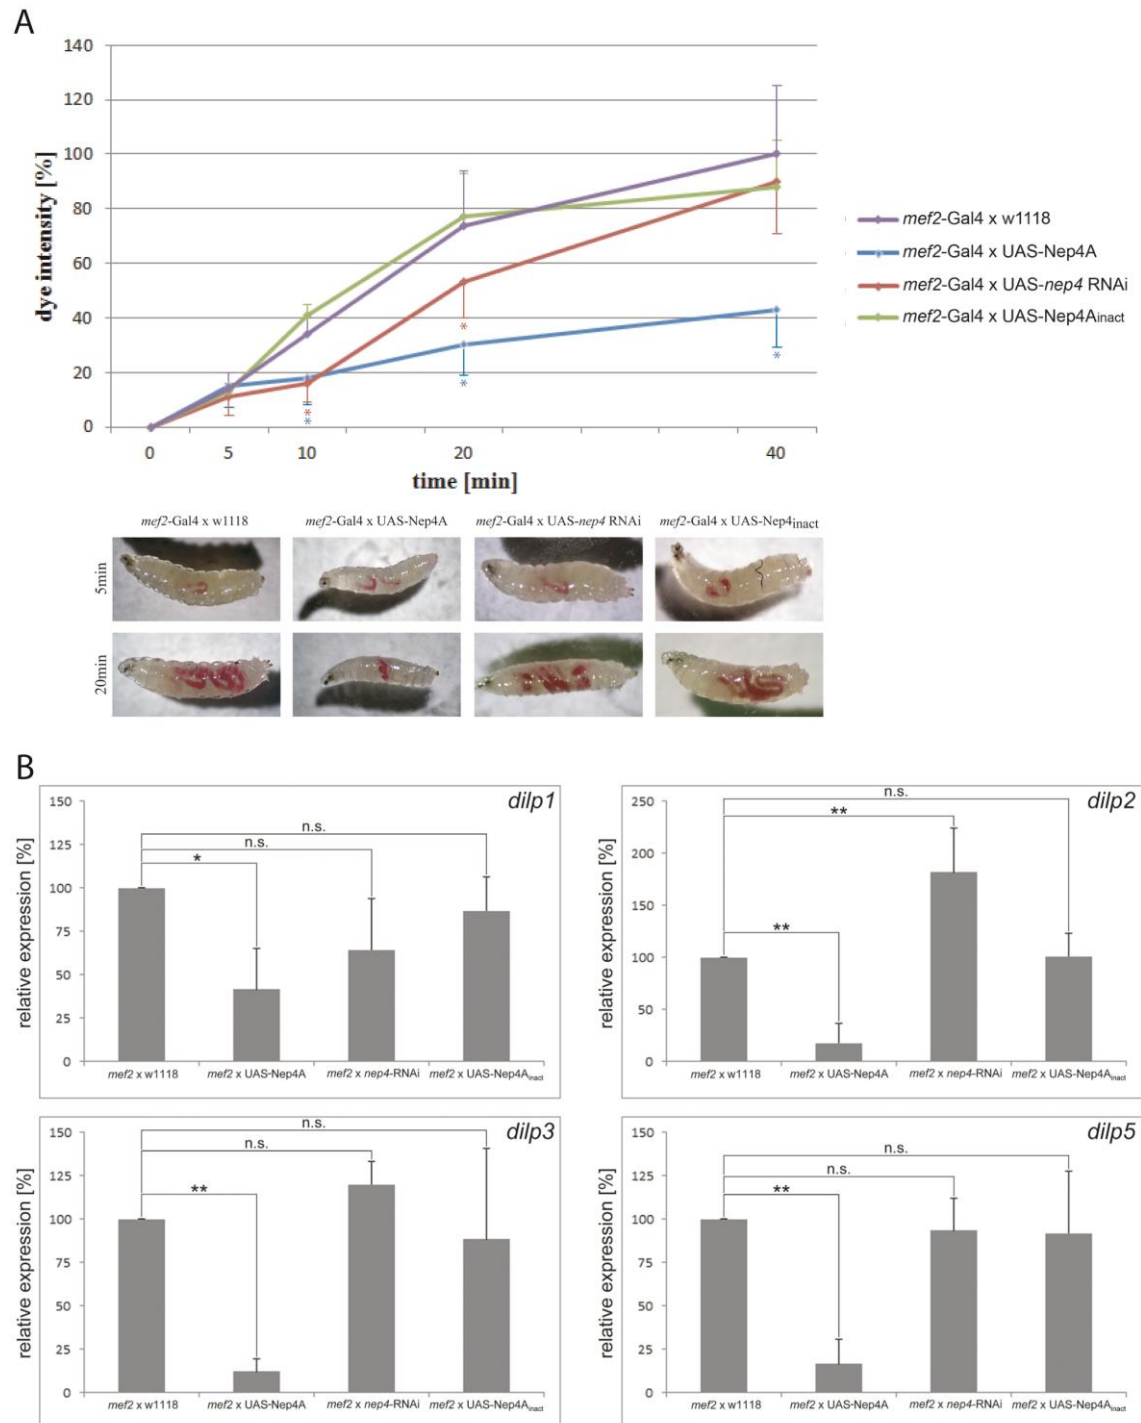 A
140
120
100
80
60
40
20
0
dye intensity [%]
0 5 10 20 40
time [min]
* * * * * *
mef2-Gal4 x w1118
mef2-Gal4 x UAS-Nep4A
mef2-Gal4 x UAS-nep4 RNAi
mef2-Gal4 x UAS-Nep4Ainact
mef2-Gal4 x w1118 mef2-Gal4 x UAS-Nep4A mef2-Gal4 x UAS-nep4 RNAi mef2-Gal4 x UAS-Nep4inact
5min
20min
B
dilp1
relative expression [%]
150
125
100
75
50
25
0
n.s.
n.s.
*
mef2 x w1118 mef2 x UAS-Nep4A mef2 x nep4-RNAi mef2 x UAS-Nep4Ainact
dilp2
relative expression [%]
250
200
150
100
50
0
n.s.
**
**
mef2 x w1118 mef2 x UAS-Nep4A mef2 x nep4-RNAi mef2 x UAS-Nep4Ainact
dilp3
relative expression [%]
150
125
100
75
50
25
0
n.s.
n.s.
**
mef2 x w1118 mef2 x UAS-Nep4A mef2 x nep4-RNAi mef2 x UAS-Nep4Ainact
dilp5
relative expression [%]
150
125
100
75
50
25
0
n.s.
n.s.
**
mef2 x w1118 mef2 x UAS-Nep4A mef2 x nep4-RNAi mef2 x UAS-Nep4Ainact